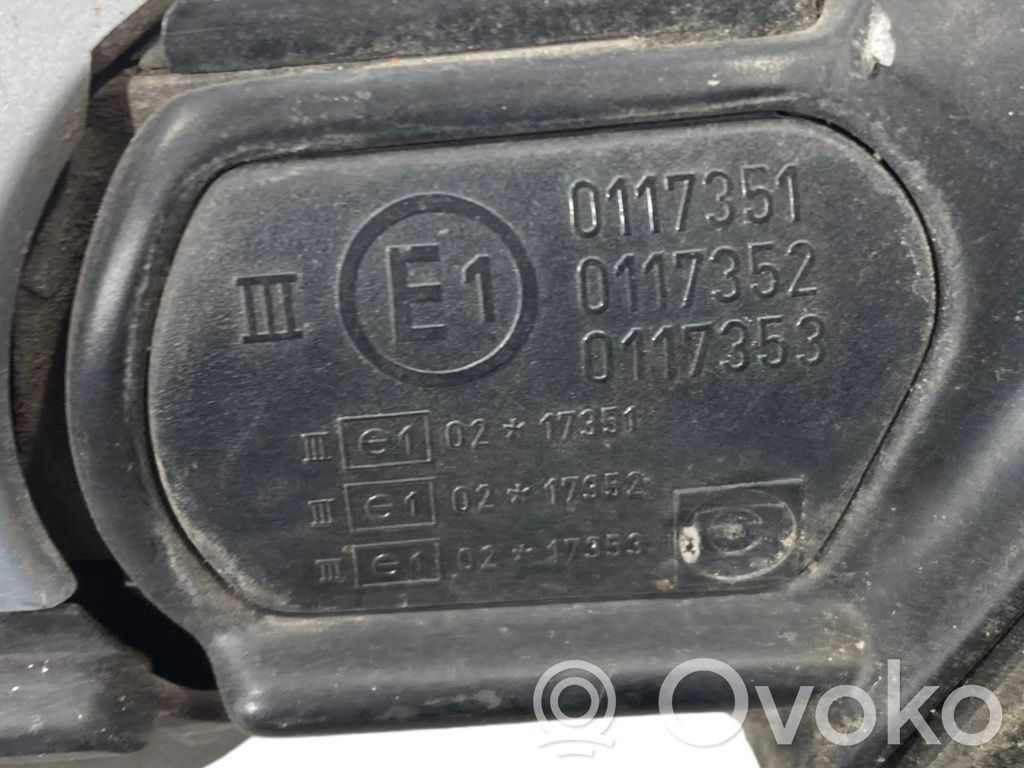 III E1 0117351
0117352
0117353
III e1 02*17351
III e1 02*17352
III e1 02*17353
C
Ovoko